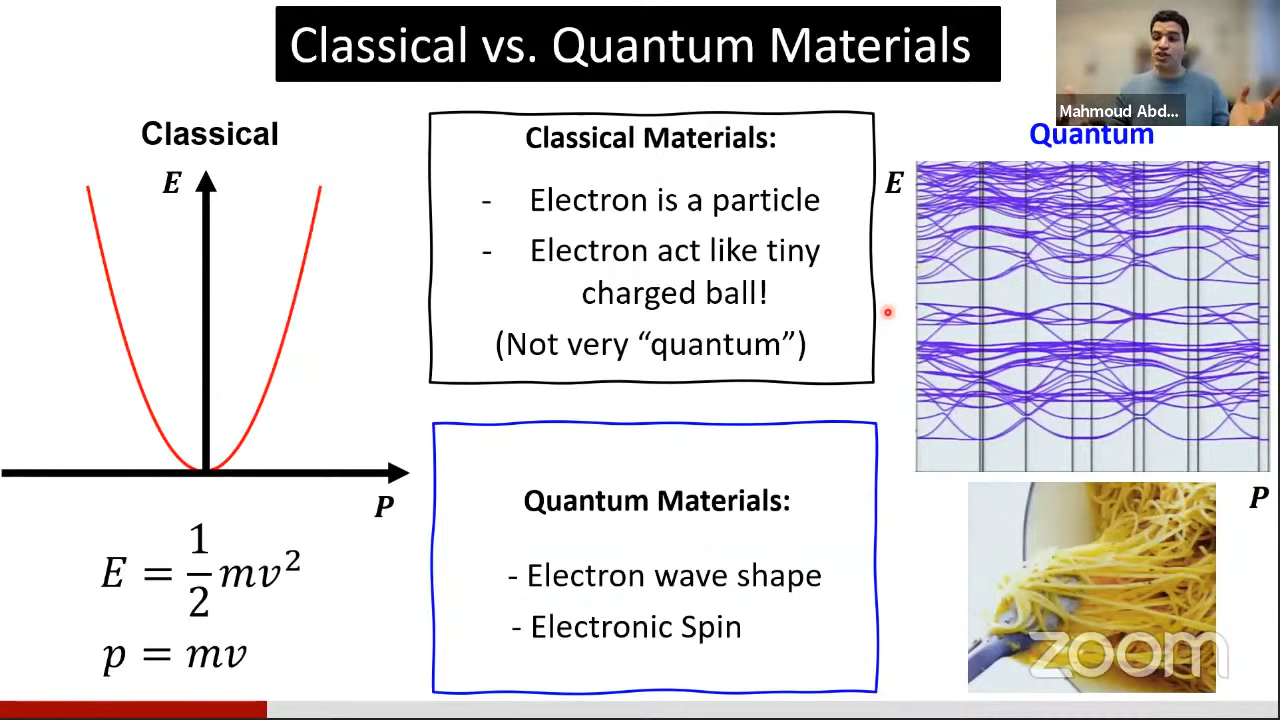 Classical vs. Quantum Materials
Mahmoud Abd...
Classical
E
P
E = 1/2 mv²
p = mv
Classical Materials:
- Electron is a particle
- Electron act like tiny
charged ball!
(Not very “quantum”)
Quantum Materials:
- Electron wave shape
- Electronic Spin
Quantum
E
P
zoom